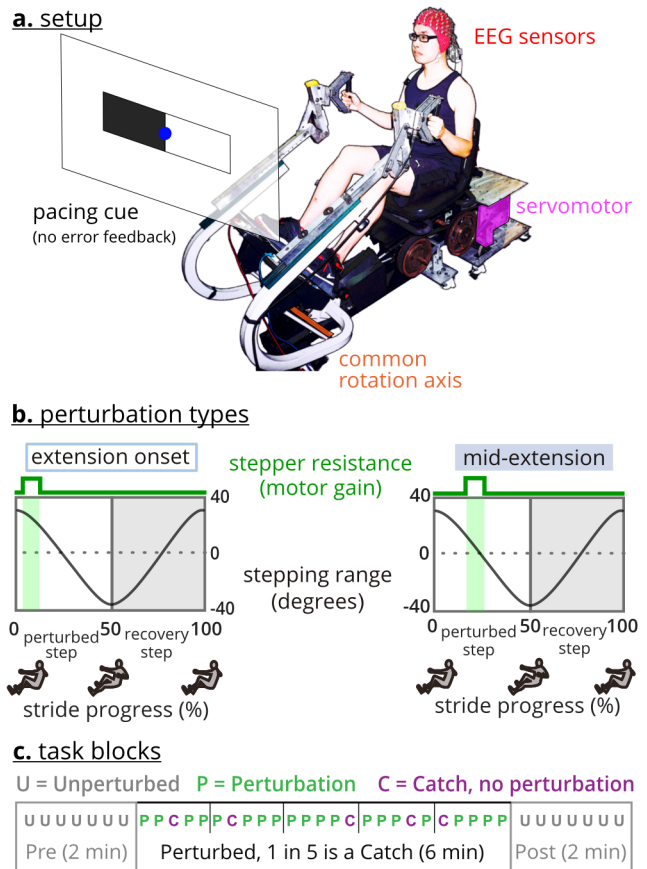 a. setup
EEG sensors
pacing cue
(no error feedback)
servomotor
common
rotation axis
b. perturbation types
extension onset
stepper resistance
(motor gain)
mid-extension
40
0
-40
stepping range
(degrees)
40
0
-40
0 perturbed step 50 recovery step 100
stride progress (%)
0 perturbed step 50 recovery step 100
stride progress (%)
c. task blocks
U = Unperturbed P = Perturbation C = Catch, no perturbation
U U U U U U U P P C P P P C P P P P P P P C P P P C P C P P P P U U U U U U U
Pre (2 min) Perturbed, 1 in 5 is a Catch (6 min) Post (2 min)